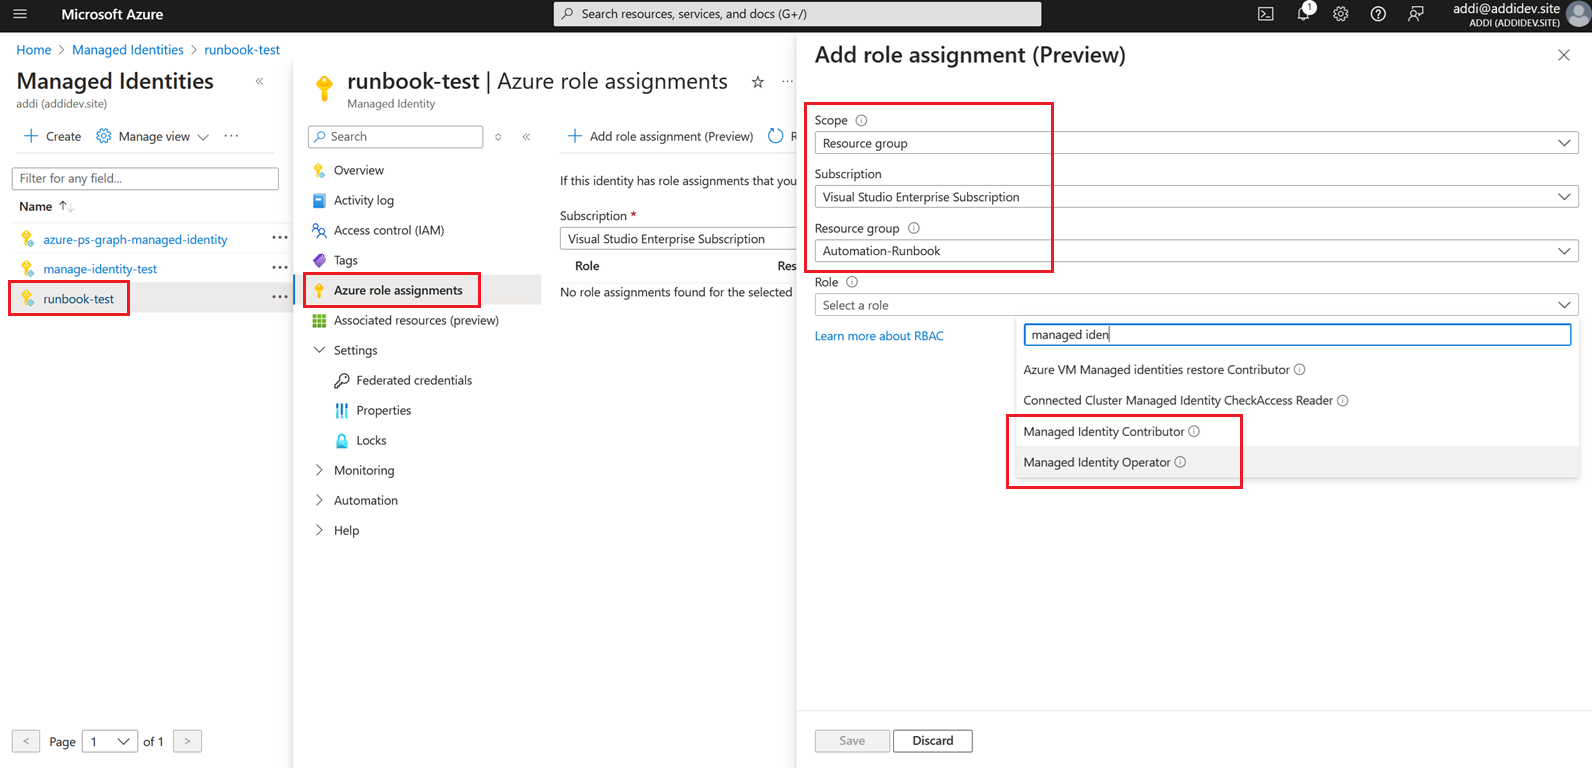 Microsoft Azure
Search resources, services, and docs (G+/)
1
addi@addidev.site
ADDI (ADDIDEV.SITE)
Home > Managed Identities > runbook-test
Managed Identities
addi (addidev.site)
Create
Manage view
Filter for any field...
Name
azure-ps-graph-managed-identity
manage-identity-test
runbook-test
< Page 1 of 1 >
runbook-test | Azure role assignments
Managed Identity
Search
Overview
Activity log
Access control (IAM)
Tags
Azure role assignments
Associated resources (preview)
Settings
Federated credentials
Properties
Locks
Monitoring
Automation
Help
Add role assignment (Preview)
R
If this identity has role assignments that you
Subscription *
Visual Studio Enterprise Subscription
Role Res
No role assignments found for the selected
Add role assignment (Preview)
Scope
Resource group
Subscription
Visual Studio Enterprise Subscription
Resource group
Automation-Runbook
Role
Select a role
Learn more about RBAC
managed iden
Azure VM Managed identities restore Contributor
Connected Cluster Managed Identity CheckAccess Reader
Managed Identity Contributor
Managed Identity Operator
Save
Discard